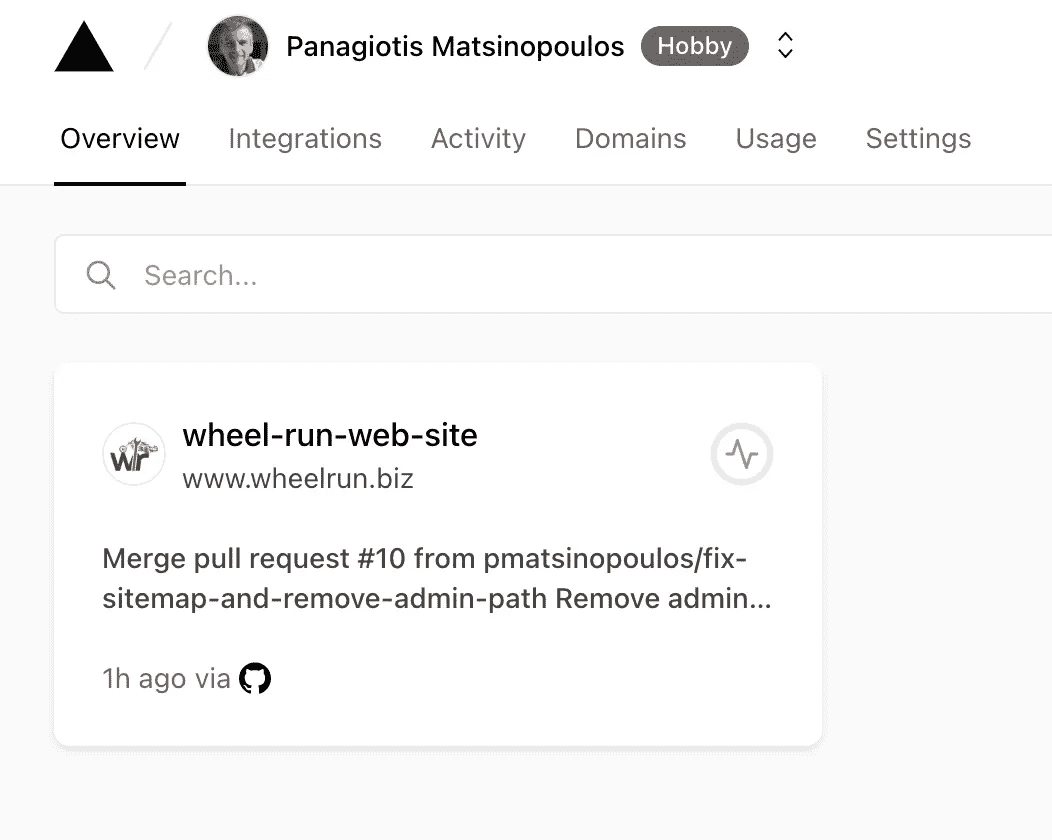 Panagiotis Matsinopoulos Hobby
Overview Integrations Activity Domains Usage Settings
Search...
wr
wheel-run-web-site
www.wheelrun.biz
Merge pull request #10 from pmatsinopoulos/fix-
sitemap-and-remove-admin-path Remove admin...
1h ago via